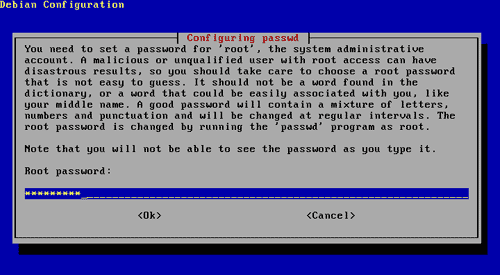 Debian Configuration
Configuring passwd
You need to set a password for 'root', the system administrative
account. A malicious or unqualified user with root access can have
disastrous results, so you should take care to choose a root password
that is not easy to guess. It should not be a word found in the
dictionary, or a word that could be easily associated with you, like
your middle name. A good password will contain a mixture of letters,
numbers and punctuation and will be changed at regular intervals. The
root password is changed by running the 'passwd' program as root.
Note that you will not be able to see the password as you type it.
Root password:
*********_
<Ok> <Cancel>